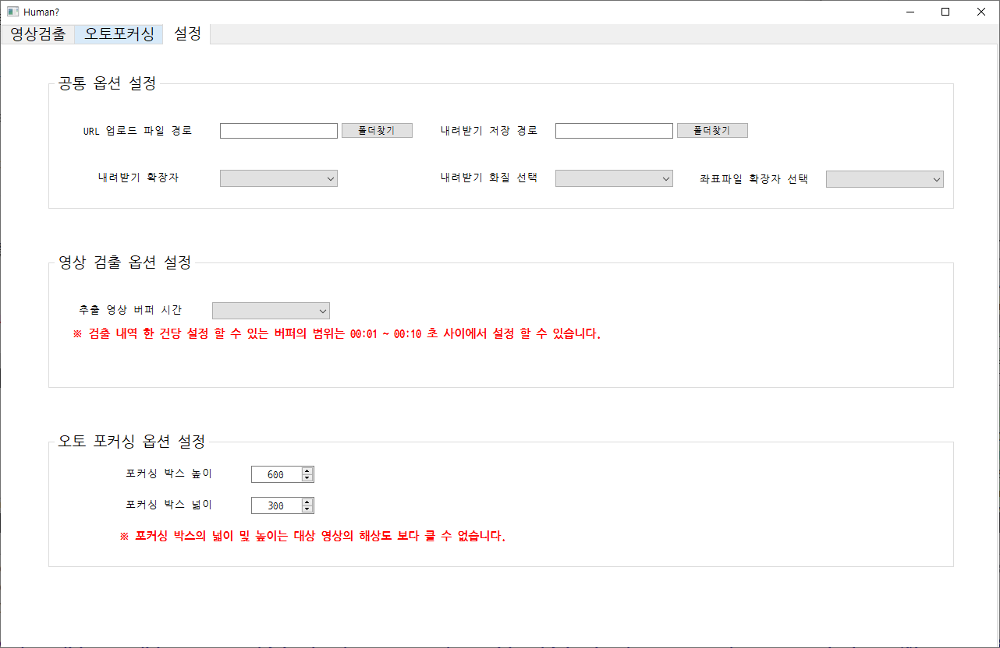 Human?
영상검출 오토포커싱 설정
공통 옵션 설정
URL 업로드 파일 경로 폴더찾기 내려받기 저장 경로 폴더찾기
내려받기 확장자 내려받기 화질 선택 좌표파일 확장자 선택
영상 검출 옵션 설정
추출 영상 버퍼 시간
※ 검출 내역 한 건당 설정 할 수 있는 버퍼의 범위는 00:01 ~ 00:10 초 사이에서 설정 할 수 있습니다.
오토 포커싱 옵션 설정
포커싱 박스 높이 600
포커싱 박스 넓이 300
※ 포커싱 박스의 넓이 및 높이는 대상 영상의 해상도 보다 클 수 없습니다.